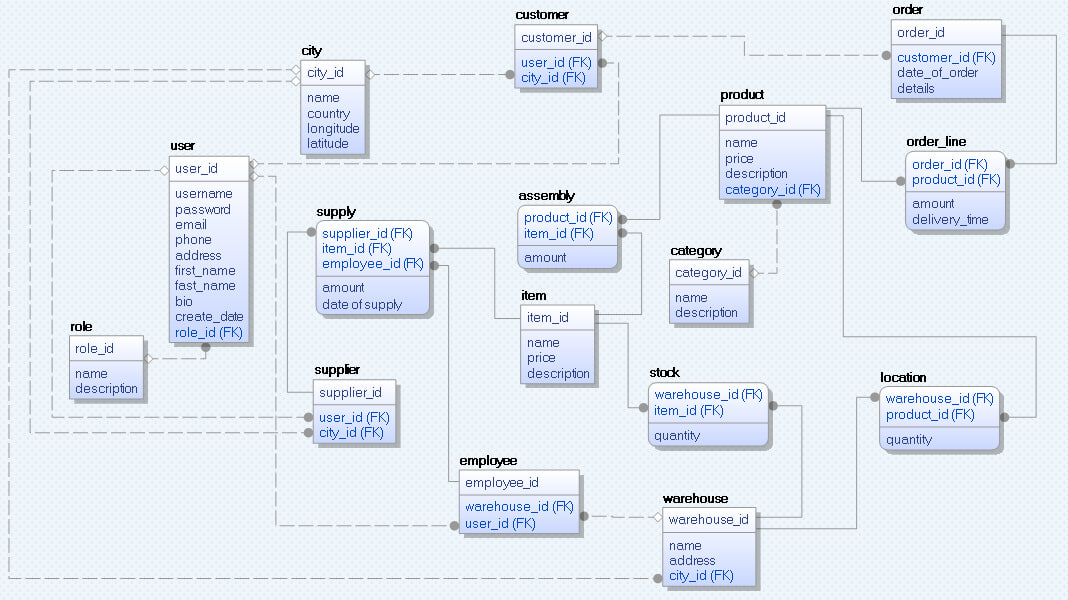 order
order_id
customer_id (FK)
date_of_order
details
customer
customer_id
user_id (FK)
city_id (FK)
city
city_id
name
country
longitude
latitude
product
product_id
name
price
description
category_id (FK)
order_line
order_id (FK)
product_id (FK)
amount
delivery_time
user
user_id
username
password
email
phone
address
first_name
fast_name
bio
create_date
role_id (FK)
supply
supplier_id (FK)
item_id (FK)
employee_id (FK)
amount
date of supply
assembly
product_id (FK)
item_id (FK)
amount
category
category_id
name
description
item
item_id
name
price
description
role
role_id
name
description
supplier
supplier_id
user_id (FK)
city_id (FK)
stock
warehouse_id (FK)
item_id (FK)
quantity
location
warehouse_id (FK)
product_id (FK)
quantity
employee
employee_id
warehouse_id (FK)
user_id (FK)
warehouse
warehouse_id
name
address
city_id (FK)